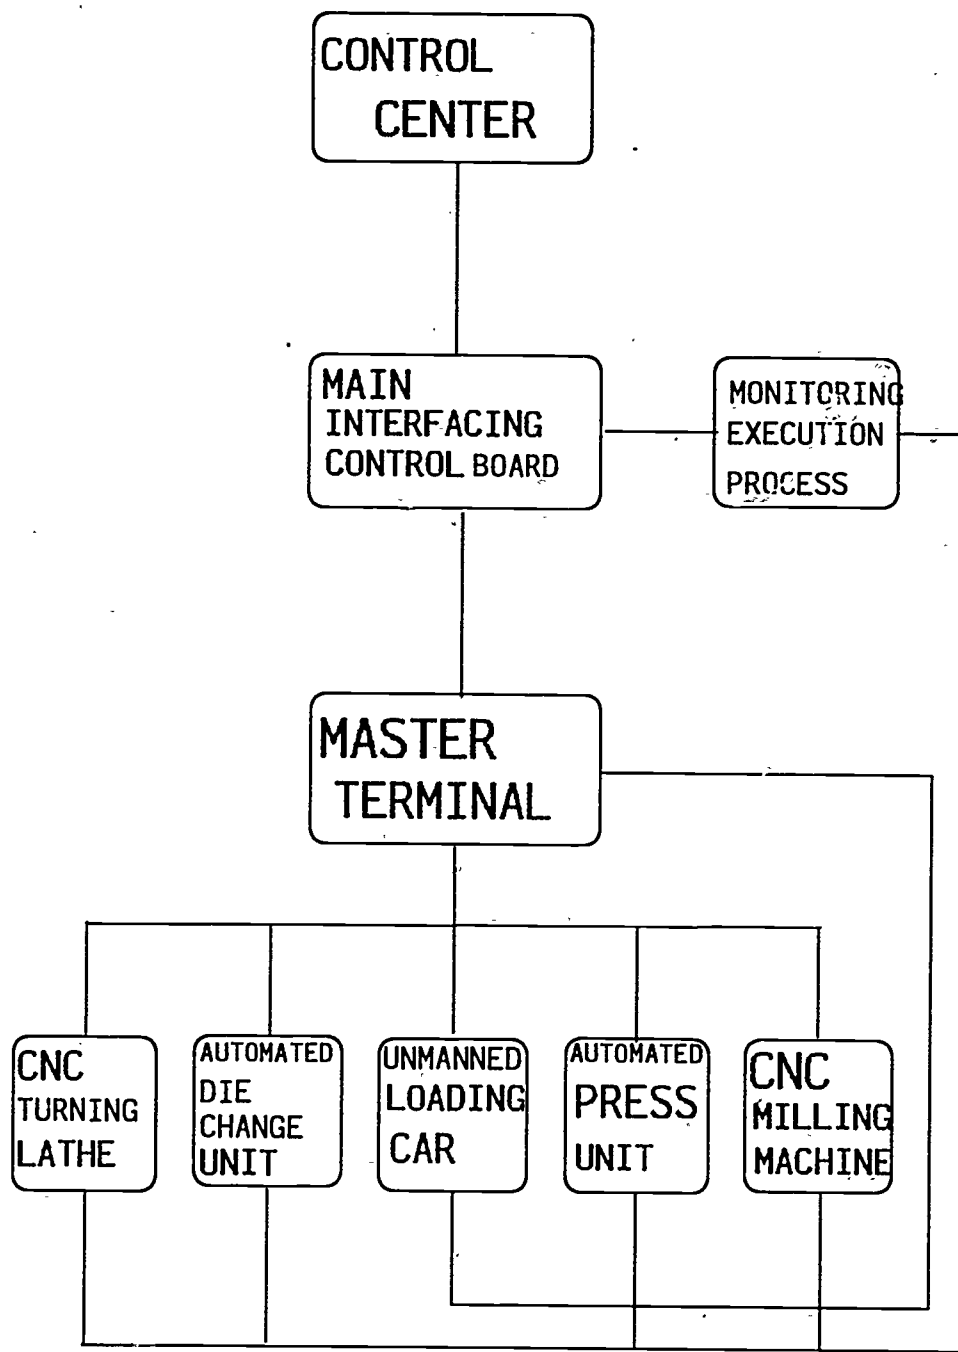 CONTROL
CENTER
MAIN
INTERFACING
CONTROL BOARD
MONITORING
EXECUTION
PROCESS
MASTER
TERMINAL
CNC
TURNING
LATHE
AUTOMATED
DIE
CHANGE
UNIT
UNMANNED
LOADING
CAR
AUTOMATED
PRESS
UNIT
CNC
MILLING
MACHINE